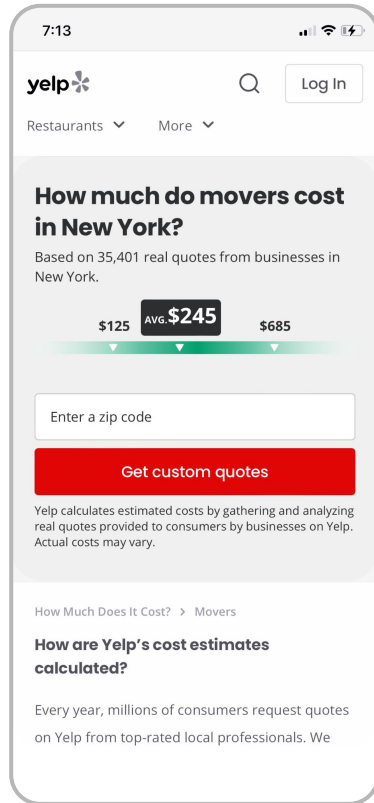 7:13
yelp
Log In
Restaurants
More
How much do movers cost
in New York?
Based on 35,401 real quotes from businesses in
New York.
$125
AVG.$245
$685
Enter a zip code
Get custom quotes
Yelp calculates estimated costs by gathering and analyzing
real quotes provided to consumers by businesses on Yelp.
Actual costs may vary.
How Much Does It Cost? > Movers
How are Yelp's cost estimates
calculated?
Every year, millions of consumers request quotes
on Yelp from top-rated local professionals. We